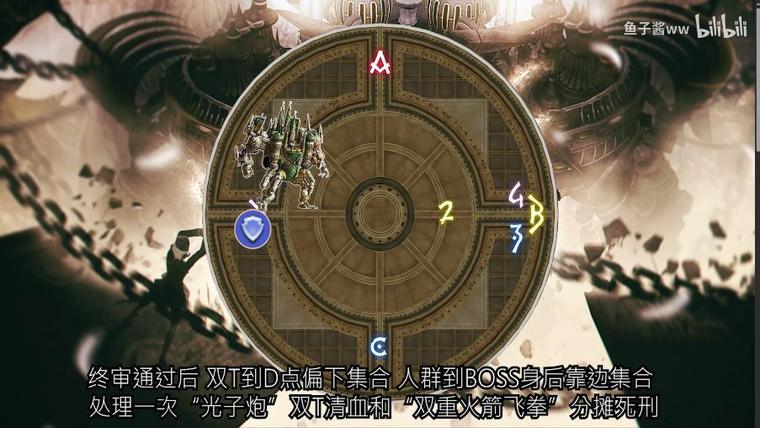 鱼子酱ww bilibili
A
4
2 B
3
C
终审通过后 双T到D点偏下集合 人群到BOSS身后靠边集合
处理一次“光子炮”双T清血和“双重火箭飞拳”分摊死刑